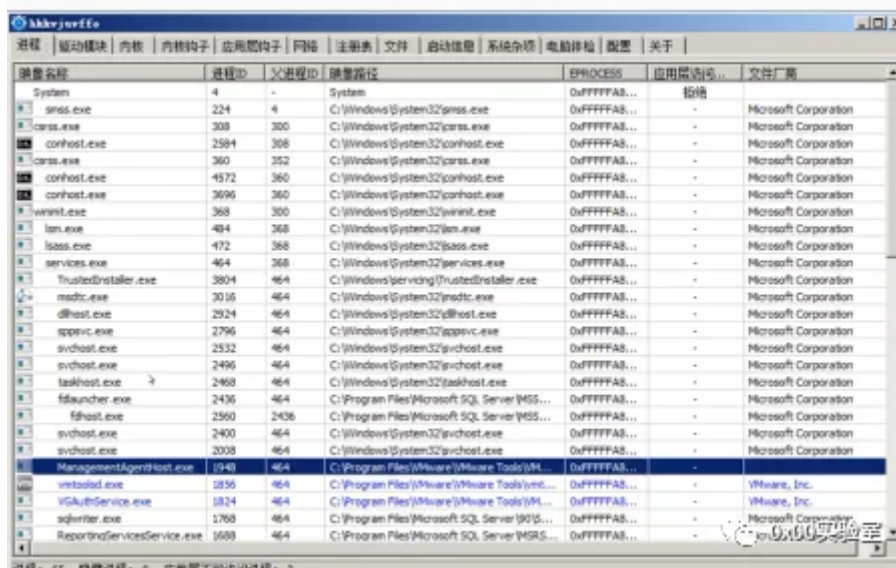 hkkvjuvffo
进程 驱动模块 内核 内核钩子 应用层钩子 网络 注册表 文件 启动信息 系统杂项 电脑体检 配置 关于
映像名称 进程ID 父进程ID 映像路径 EPROCESS 应用层访问... 文件厂商
System 4 - System 0xFFFFFA8... 拒绝
smss.exe 224 4 C:\Windows\System32\smss.exe 0xFFFFFA8... - Microsoft Corporation
csrss.exe 308 300 C:\Windows\System32\csrss.exe 0xFFFFFA8... - Microsoft Corporation
conhost.exe 2584 308 C:\Windows\System32\conhost.exe 0xFFFFFA8... - Microsoft Corporation
csrss.exe 360 352 C:\Windows\System32\csrss.exe 0xFFFFFA8... - Microsoft Corporation
conhost.exe 4572 360 C:\Windows\System32\conhost.exe 0xFFFFFA8... - Microsoft Corporation
conhost.exe 3696 360 C:\Windows\System32\conhost.exe 0xFFFFFA8... - Microsoft Corporation
wininit.exe 368 300 C:\Windows\System32\wininit.exe 0xFFFFFA8... - Microsoft Corporation
lsm.exe 484 368 C:\Windows\System32\lsm.exe 0xFFFFFA8... - Microsoft Corporation
lsass.exe 472 368 C:\Windows\System32\lsass.exe 0xFFFFFA8... - Microsoft Corporation
services.exe 464 368 C:\Windows\System32\services.exe 0xFFFFFA8... - Microsoft Corporation
TrustedInstaller.exe 3804 464 C:\Windows\servicing\TrustedInstaller.exe 0xFFFFFA8... - Microsoft Corporation
msdtc.exe 3016 464 C:\Windows\System32\msdtc.exe 0xFFFFFA8... - Microsoft Corporation
dllhost.exe 2924 464 C:\Windows\System32\dllhost.exe 0xFFFFFA8... - Microsoft Corporation
sppsvc.exe 2796 464 C:\Windows\System32\sppsvc.exe 0xFFFFFA8... - Microsoft Corporation
svchost.exe 2532 464 C:\Windows\System32\svchost.exe 0xFFFFFA8... - Microsoft Corporation
svchost.exe 2496 464 C:\Windows\System32\svchost.exe 0xFFFFFA8... - Microsoft Corporation
taskhost.exe 2468 464 C:\Windows\System32\taskhost.exe 0xFFFFFA8... - Microsoft Corporation
fdlauncher.exe 2436 464 C:\Program Files\Microsoft SQL Server\MSS... 0xFFFFFA8... - Microsoft Corporation
fdhost.exe 2560 2436 C:\Program Files\Microsoft SQL Server\MSS... 0xFFFFFA8... - Microsoft Corporation
svchost.exe 2400 464 C:\Windows\System32\svchost.exe 0xFFFFFA8... - Microsoft Corporation
svchost.exe 2008 464 C:\Windows\System32\svchost.exe 0xFFFFFA8... - Microsoft Corporation
ManagementAgentHost.exe 1948 464 C:\Program Files\VMware\VMware Tools\VM... 0xFFFFFA8... -
vmtoolsd.exe 1856 464 C:\Program Files\VMware\VMware Tools\vmt... 0xFFFFFA8... - VMware, Inc.
VGAuthService.exe 1824 464 C:\Program Files\VMware\VMware Tools\VM... 0xFFFFFA8... - VMware, Inc.
sqlwriter.exe 1768 464 C:\Program Files\Microsoft SQL Server\90\S... 0xFFFFFA8... - Microsoft Corporation
ReportingServicesService.exe 1688 464 C:\Program Files\Microsoft SQL Server\MSRS... 0xFFFFFA8...
0x00实验室